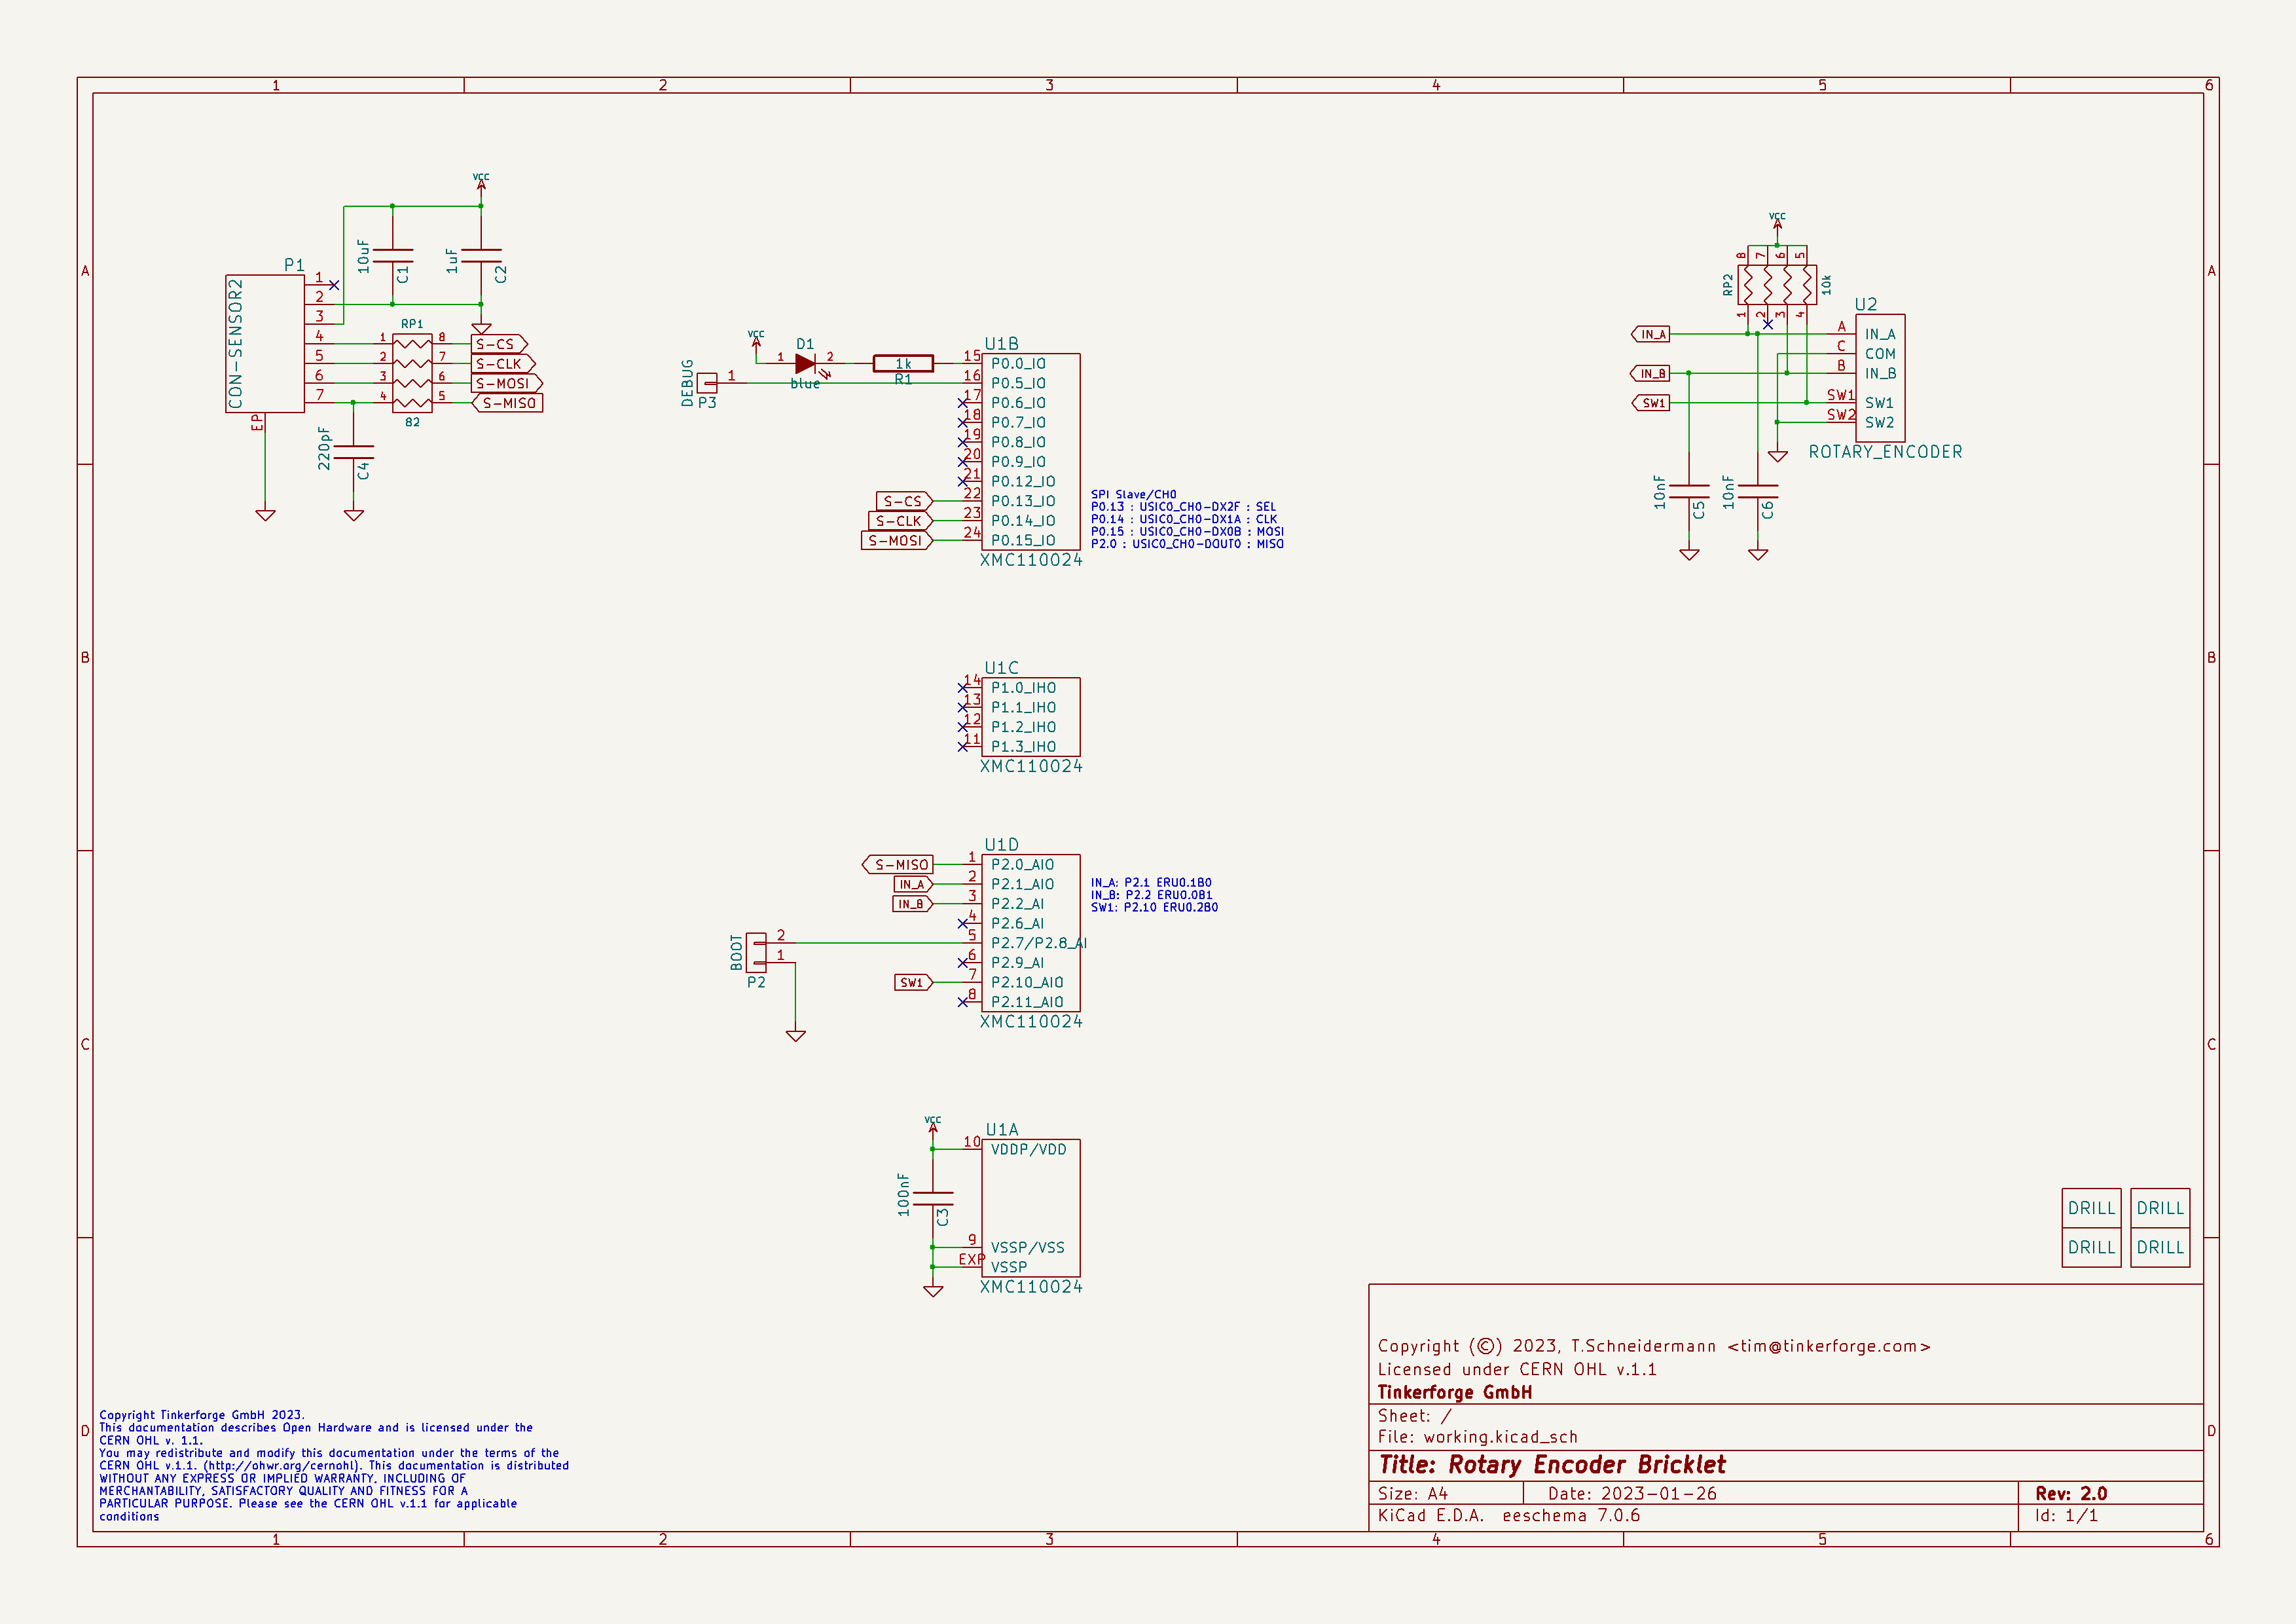 1 2 3 4 5 6
A
B
C
D
A
B
C
D
1 2 3 4 5 6
VCC
10uF
C1
1uF
C2
P1
CON-SENSOR2
1
2
3
4
5
6
7
EP
RP1
1 8
2 7
3 6
4 5
82
S-CS
S-CLK
S-MOSI
S-MISO
220pF
C4
VCC
D1
1 2
blue
1k
R1
DEBUG
1
P3
U1B
15 P0.0_IO
16 P0.5_IO
17 P0.6_IO
18 P0.7_IO
19 P0.8_IO
20 P0.9_IO
21 P0.12_IO
S-CS 22 P0.13_IO
S-CLK 23 P0.14_IO
S-MOSI 24 P0.15_IO
XMC110024
SPI Slave/CH0
P0.13 : USIC0_CH0-DX2F : SEL
P0.14 : USIC0_CH0-DX1A : CLK
P0.15 : USIC0_CH0-DX0B : MOSI
P2.0 : USIC0_CH0-DOUT0 : MISO
VCC
8 7 6 5
RP2
10k
1 2 3 4
U2
IN_A
IN_B
SW1
A IN_A
C COM
B IN_B
SW1 SW1
SW2 SW2
ROTARY_ENCODER
10nF
C5
10nF
C6
U1C
14 P1.0_IHO
13 P1.1_IHO
12 P1.2_IHO
11 P1.3_IHO
XMC110024
U1D
S-MISO 1 P2.0_AIO
IN_A 2 P2.1_AIO
IN_B 3 P2.2_AI
4 P2.6_AI
5 P2.7/P2.8_AI
6 P2.9_AI
SW1 7 P2.10_AIO
8 P2.11_AIO
XMC110024
IN_A: P2.1 ERU0.1B0
IN_B: P2.2 ERU0.0B1
SW1: P2.10 ERU0.2B0
BOOT
2
1
P2
VCC
U1A
10 VDDP/VDD
100nF
C3
9 VSSP/VSS
EXP VSSP
XMC110024
DRILL DRILL
DRILL DRILL
Copyright (©) 2023, T.Schneidermann <tim@tinkerforge.com>
Licensed under CERN OHL v.1.1
Tinkerforge GmbH
Sheet: /
File: working.kicad_sch
Title: Rotary Encoder Bricklet
Size: A4 Date: 2023-01-26 Rev: 2.0
KiCad E.D.A. eeschema 7.0.6 Id: 1/1
Copyright Tinkerforge GmbH 2023.
This documentation describes Open Hardware and is licensed under the
CERN OHL v. 1.1.
You may redistribute and modify this documentation under the terms of the
CERN OHL v.1.1. (http://ohwr.org/cernohl). This documentation is distributed
WITHOUT ANY EXPRESS OR IMPLIED WARRANTY, INCLUDING OF
MERCHANTABILITY, SATISFACTORY QUALITY AND FITNESS FOR A
PARTICULAR PURPOSE. Please see the CERN OHL v.1.1 for applicable
conditions